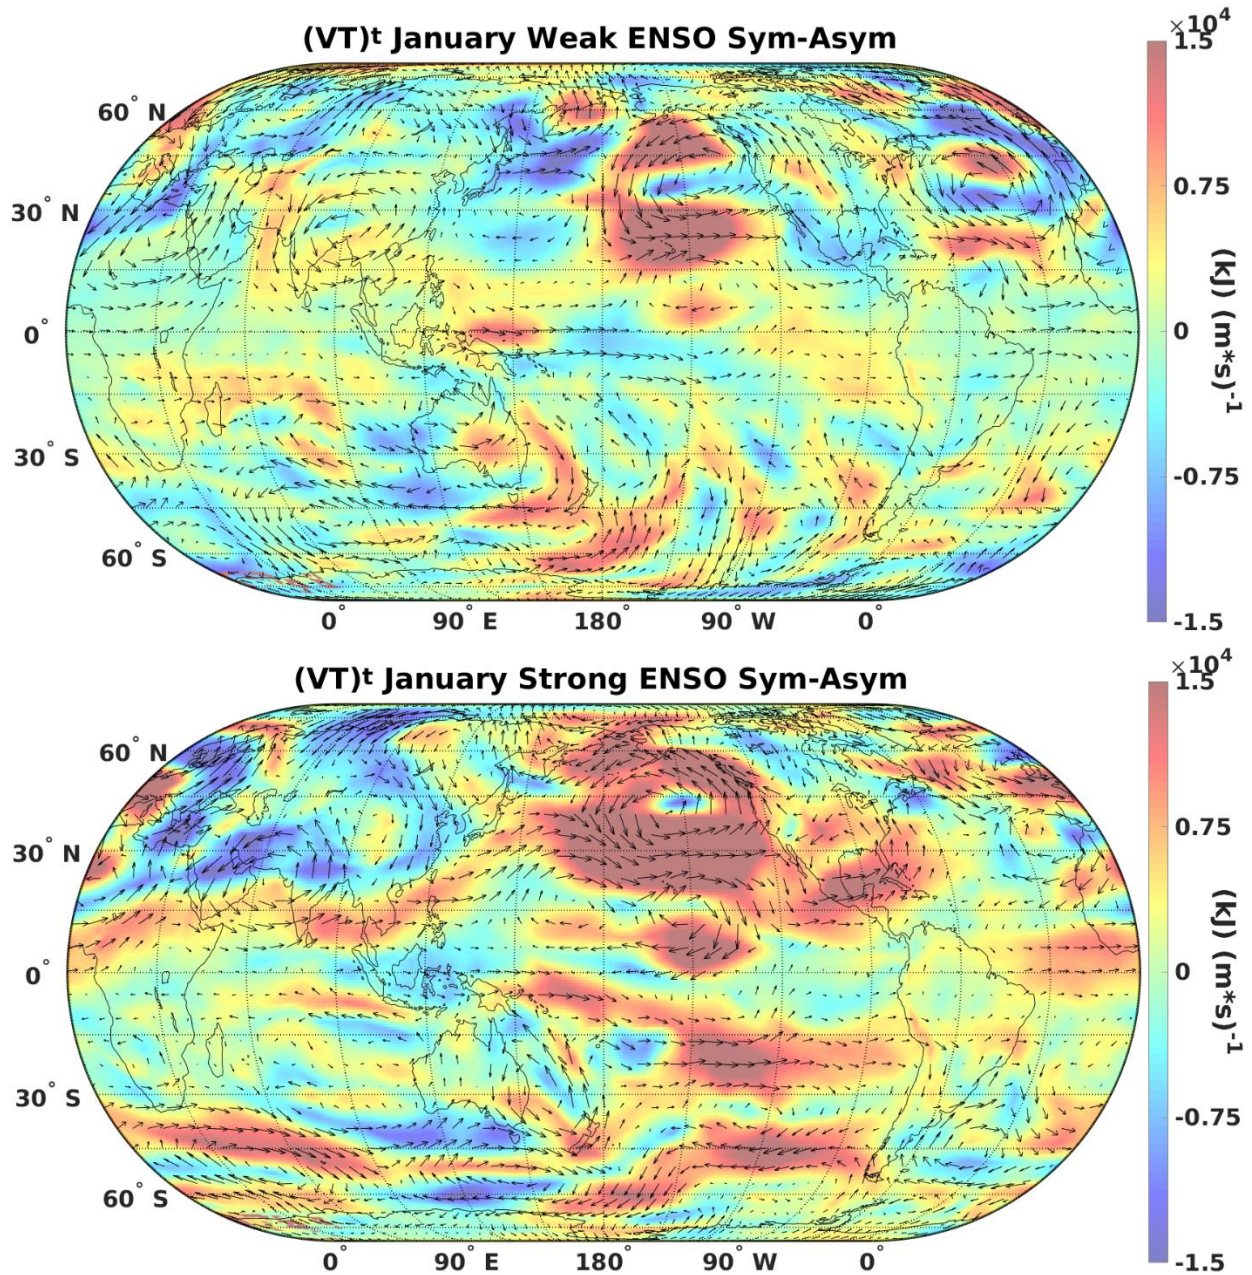 (VT)ᵗ January Weak ENSO Sym-Asym
×10⁴
1.5
60° N
0.75
30° N
0°
0
(kJ) (m*s)⁻¹
30° S
-0.75
60° S
0° 90° E 180° 90° W 0°
-1.5
(VT)ᵗ January Strong ENSO Sym-Asym
×10⁴
1.5
60° N
0.75
30° N
0°
0
(kJ) (m*s)⁻¹
30° S
-0.75
60° S
0° 90° E 180° 90° W 0°
-1.5